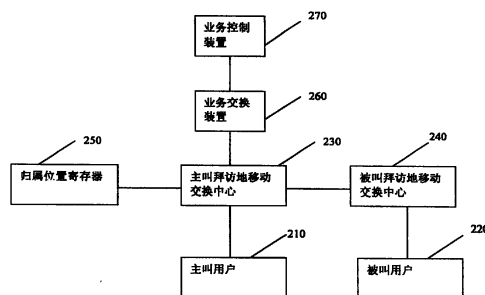 业务控制
装置
270
业务交换
装置
260
250
归属位置寄存器
230
主叫拜访地移动
交换中心
240
被叫拜访地移动
交换中心
210
主叫用户
220
被叫用户